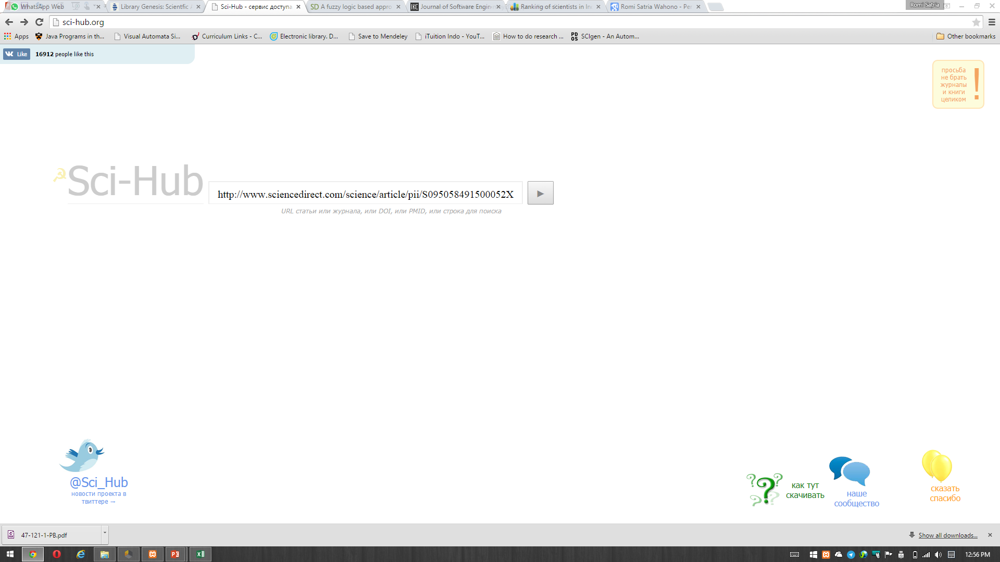 WhatsApp Web
Library Genesis: Scientfic A
Sci-Hub - сервис доступа
SD A fuzzy logic based appro
IKC Journal of Software Engin
WEB Ranking of scientists in In
Romi Satria Wahono - Per
Romi Satria
sci-hub.org
Apps
Java Programs in th...
Visual Automata Si...
Curriculum Links - C...
Electronic library. D...
Save to Mendeley
iTuition Indo - YouT...
How to do research ...
PD OS SCIgen - An Autom...
Other bookmarks
Like 16912 people like this
просьба
не брать
журналы
и книги
целиком
!
Sci-Hub
http://www.sciencedirect.com/science/article/pii/S095058491500052X
URL статьи или журнала, или DOI, или PMID, или строка для поиска
@Sci_Hub
новости проекта в
твиттере →
как тут
скачивать
наше
сообщество
сказать
спасибо
47-121-1-PB.pdf
Show all downloads...
12:56 PM